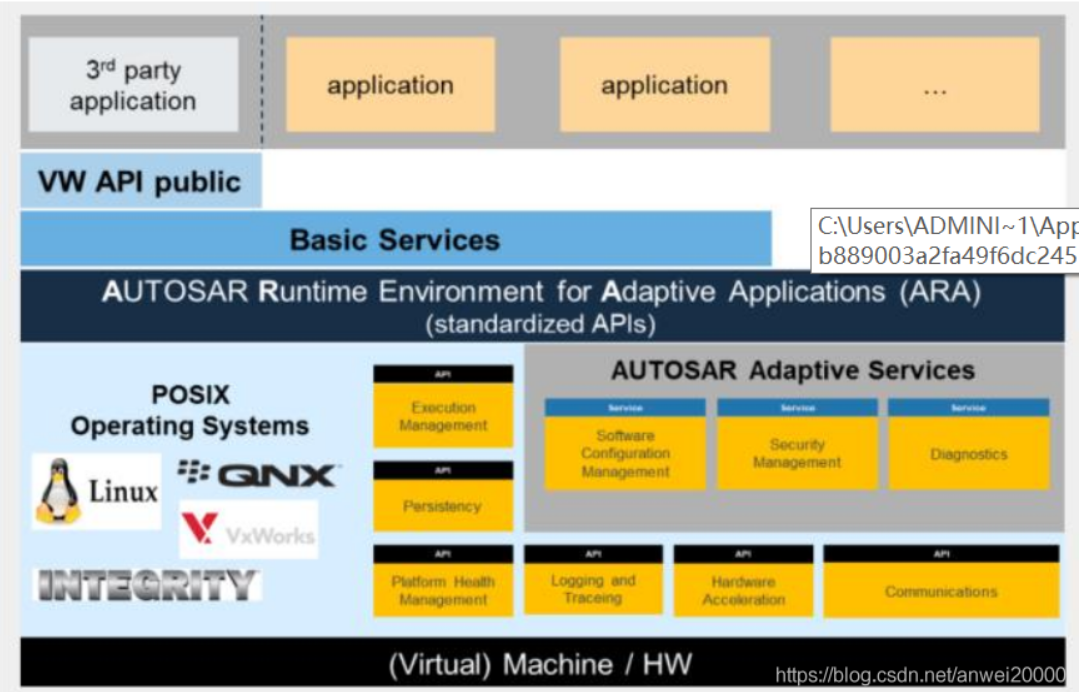 3rd party
application
application
application
...
VW API public
Basic Services
C:\Users\ADMINI~1\App
b889003a2fa49f6dc245
AUTOSAR Runtime Environment for Adaptive Applications (ARA)
(standardized APIs)
POSIX
Operating Systems
Linux
QNX
VxWorks
INTEGRITY
API
Execution
Management
API
Persistency
API
Platform Health
Management
AUTOSAR Adaptive Services
Service
Software
Configuration
Management
Service
Security
Management
Service
Diagnostics
API
Logging and
Traceing
API
Hardware
Acceleration
API
Communications
(Virtual) Machine / HW
https://blog.csdn.net/anwei20000